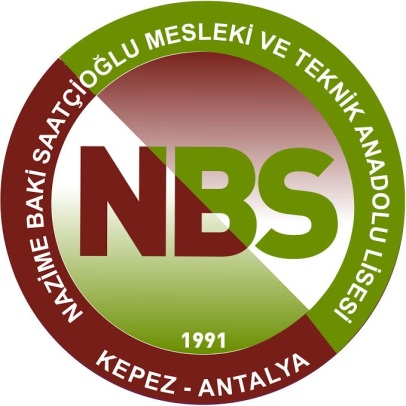 NAZİME BAKİ SAATÇİOĞLU MESLEKİ VE TEKNİK ANADOLU LİSESİ
NBS
1991
KEPEZ - ANTALYA